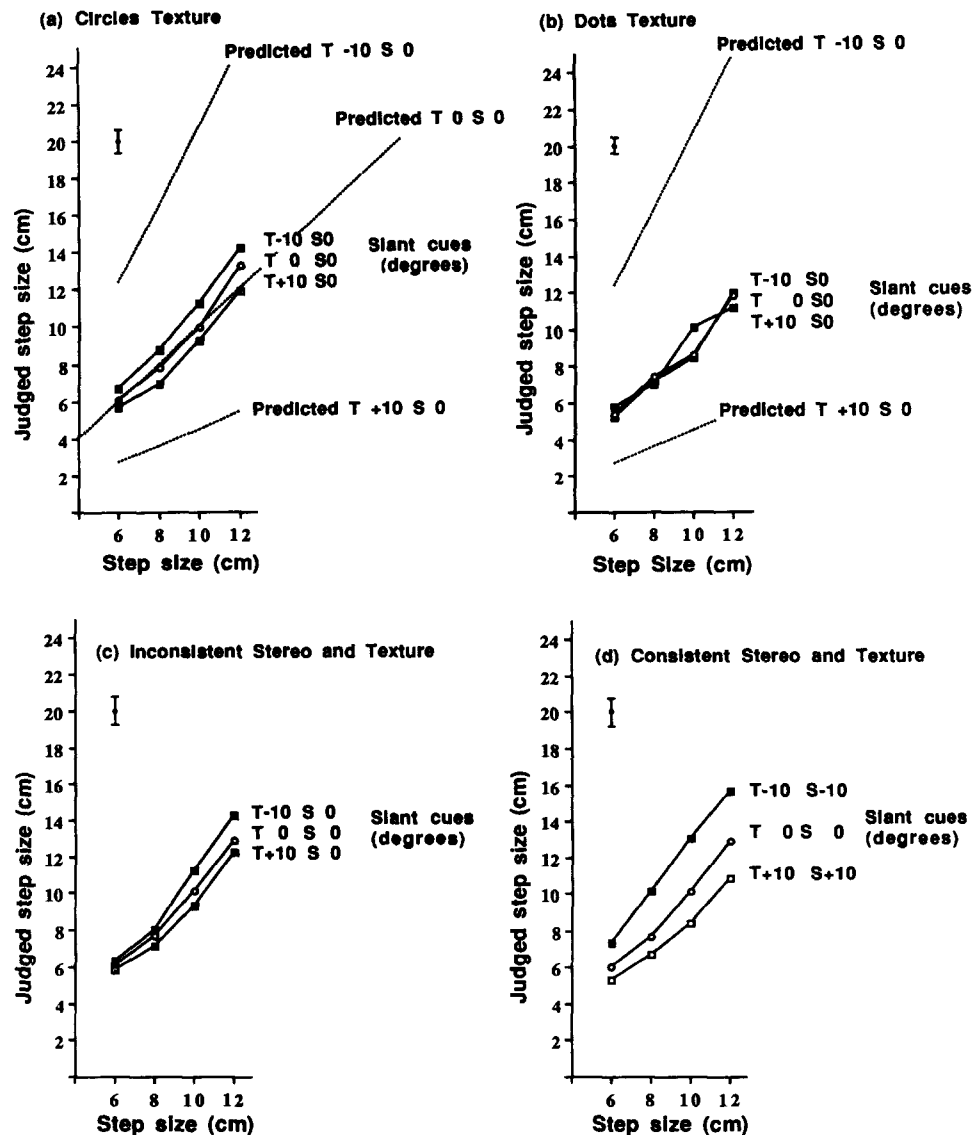 (a) Circles Texture
Predicted T -10 S 0
Predicted T 0 S 0
T-10 S0
T 0 S0
T+10 S0
Slant cues
(degrees)
Predicted T +10 S 0
24
22
20
18
16
14
12
10
8
6
4
2
Judged step size (cm)
6 8 10 12
Step size (cm)
(b) Dots Texture
Predicted T -10 S 0
T-10 S0
T 0 S0
T+10 S0
Slant cues
(degrees)
Predicted T +10 S 0
24
22
20
18
16
14
12
10
8
6
4
2
Judged step size (cm)
6 8 10 12
Step Size (cm)
(c) Inconsistent Stereo and Texture
T-10 S 0
T 0 S 0
T+10 S 0
Slant cues
(degrees)
24
22
20
18
16
14
12
10
8
6
4
2
Judged step size (cm)
6 8 10 12
Step size (cm)
(d) Consistent Stereo and Texture
T-10 S-10
T 0 S 0
T+10 S+10
Slant cues
(degrees)
24
22
20
18
16
14
12
10
8
6
4
2
Judged step size (cm)
6 8 10 12
Step size (cm)